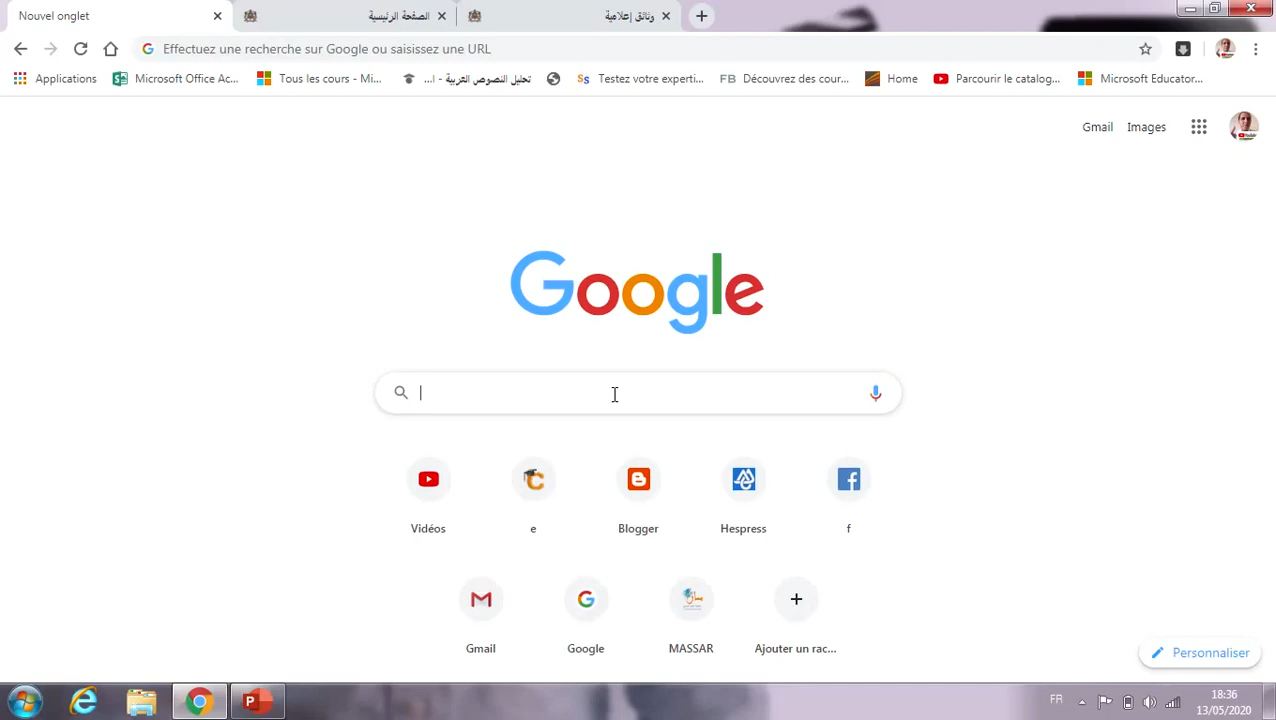 Nouvel onglet
الصفحة الرئيسية
وثائق إعلامية
Effectuez une recherche sur Google ou saisissez une URL
Applications
Microsoft Office Ac...
Tous les cours - Mi...
تحليل النصوص العربية - ا...
Ss Testez votre experti...
FB Découvrez des cour...
Home
Parcourir le catalog...
Microsoft Educator...
Gmail Images
Google
Vidéos
e
Blogger
Hespress
f
Gmail
Google
MASSAR
Ajouter un rac...
Personnaliser
FR
18:36
13/05/2020